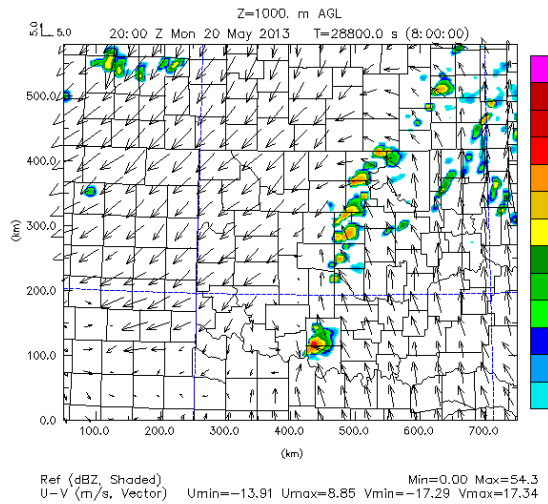 Z=1000. m AGL
5.0 5.0 20:00 Z Mon 20 May 2013 T=28800.0 s (8:00:00)
500.0
400.0
300.0
(km)
200.0
100.0
0.0
100.0 200.0 300.0 400.0 500.0 600.0 700.0
(km)
Ref (dBZ, Shaded) Min=0.00 Max=54.3
U-V (m/s, Vector) Umin=-13.91 Umax=8.85 Vmin=-17.29 Vmax=17.34